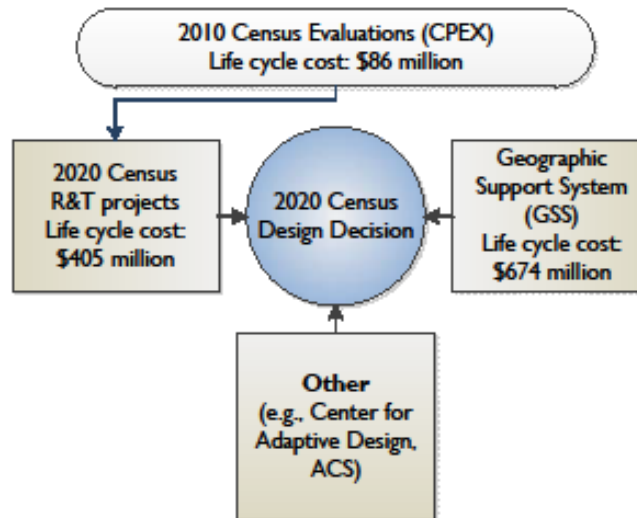 2010 Census Evaluations (CPEX)
Life cycle cost: $86 million
2020 Census
R&T projects
Life cycle cost:
$405 million
2020 Census
Design Decision
Geographic
Support System
(GSS)
Life cycle cost:
$674 million
Other
(e.g., Center for
Adaptive Design,
ACS)